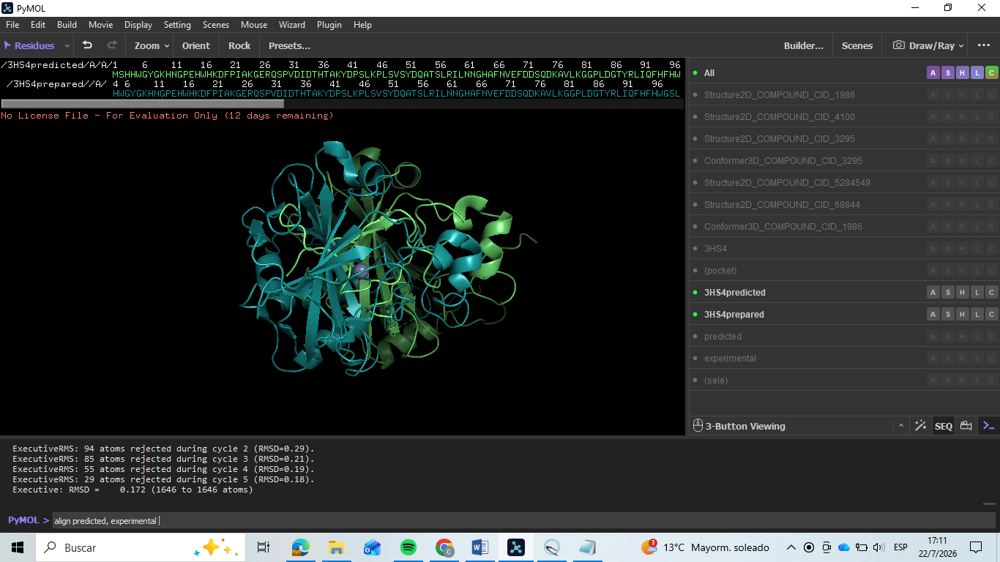 PyMOL
File Edit Build Movie Display Setting Scenes Mouse Wizard Plugin Help
Residues Zoom Orient Rock Presets... Builder... Scenes Draw/Ray
/3HS4predicted/A/A/1 6 11 16 21 26 31 36 41 46 51 56 61 66 71 76 81 86 91 96
MSHHWGYGKHNGPEHWHKDFPIAKGERQSPVDIDTHTAKYDPSLKPLSVSYDQATSLRILNNGHAFNVEFDDSQDKAVLKGGPLDGTYRLIQFHFHW
/3HS4prepared//A/ 4 6 11 16 21 26 31 36 41 46 51 56 61 66 71 76 81 86 91 96
HWGYGKHNGPEHWHKDFPIAKGERQSPVDIDTHTAKYDPSLKPLSVSYDQATSLRILNNGHAFNVEFDDSQDKAVLKGGPLDGTYRLIQFHFHWGSL
No License File - For Evaluation Only (12 days remaining)
All A S H L C
Structure2D_COMPOUND_CID_1986 A S H L C
Structure2D_COMPOUND_CID_4100 A S H L C
Structure2D_COMPOUND_CID_3295 A S H L C
Conformer3D_COMPOUND_CID_3295 A S H L C
Structure2D_COMPOUND_CID_5284549 A S H L C
Structure2D_COMPOUND_CID_68844 A S H L C
Conformer3D_COMPOUND_CID_1986 A S H L C
3HS4 A S H L C
(pocket) A S H L C
3HS4predicted A S H L C
3HS4prepared A S H L C
predicted A S H L C
experimental A S H L C
(sele) A S H L C
3-Button Viewing SEQ
ExecutiveRMS: 94 atoms rejected during cycle 2 (RMSD=0.29).
ExecutiveRMS: 85 atoms rejected during cycle 3 (RMSD=0.21).
ExecutiveRMS: 55 atoms rejected during cycle 4 (RMSD=0.19).
ExecutiveRMS: 29 atoms rejected during cycle 5 (RMSD=0.18).
Executive: RMSD = 0.172 (1646 to 1646 atoms)
PyMOL > align predicted, experimental
Buscar 3 13°C Mayorm. soleado ESP 17:11
22/7/2026